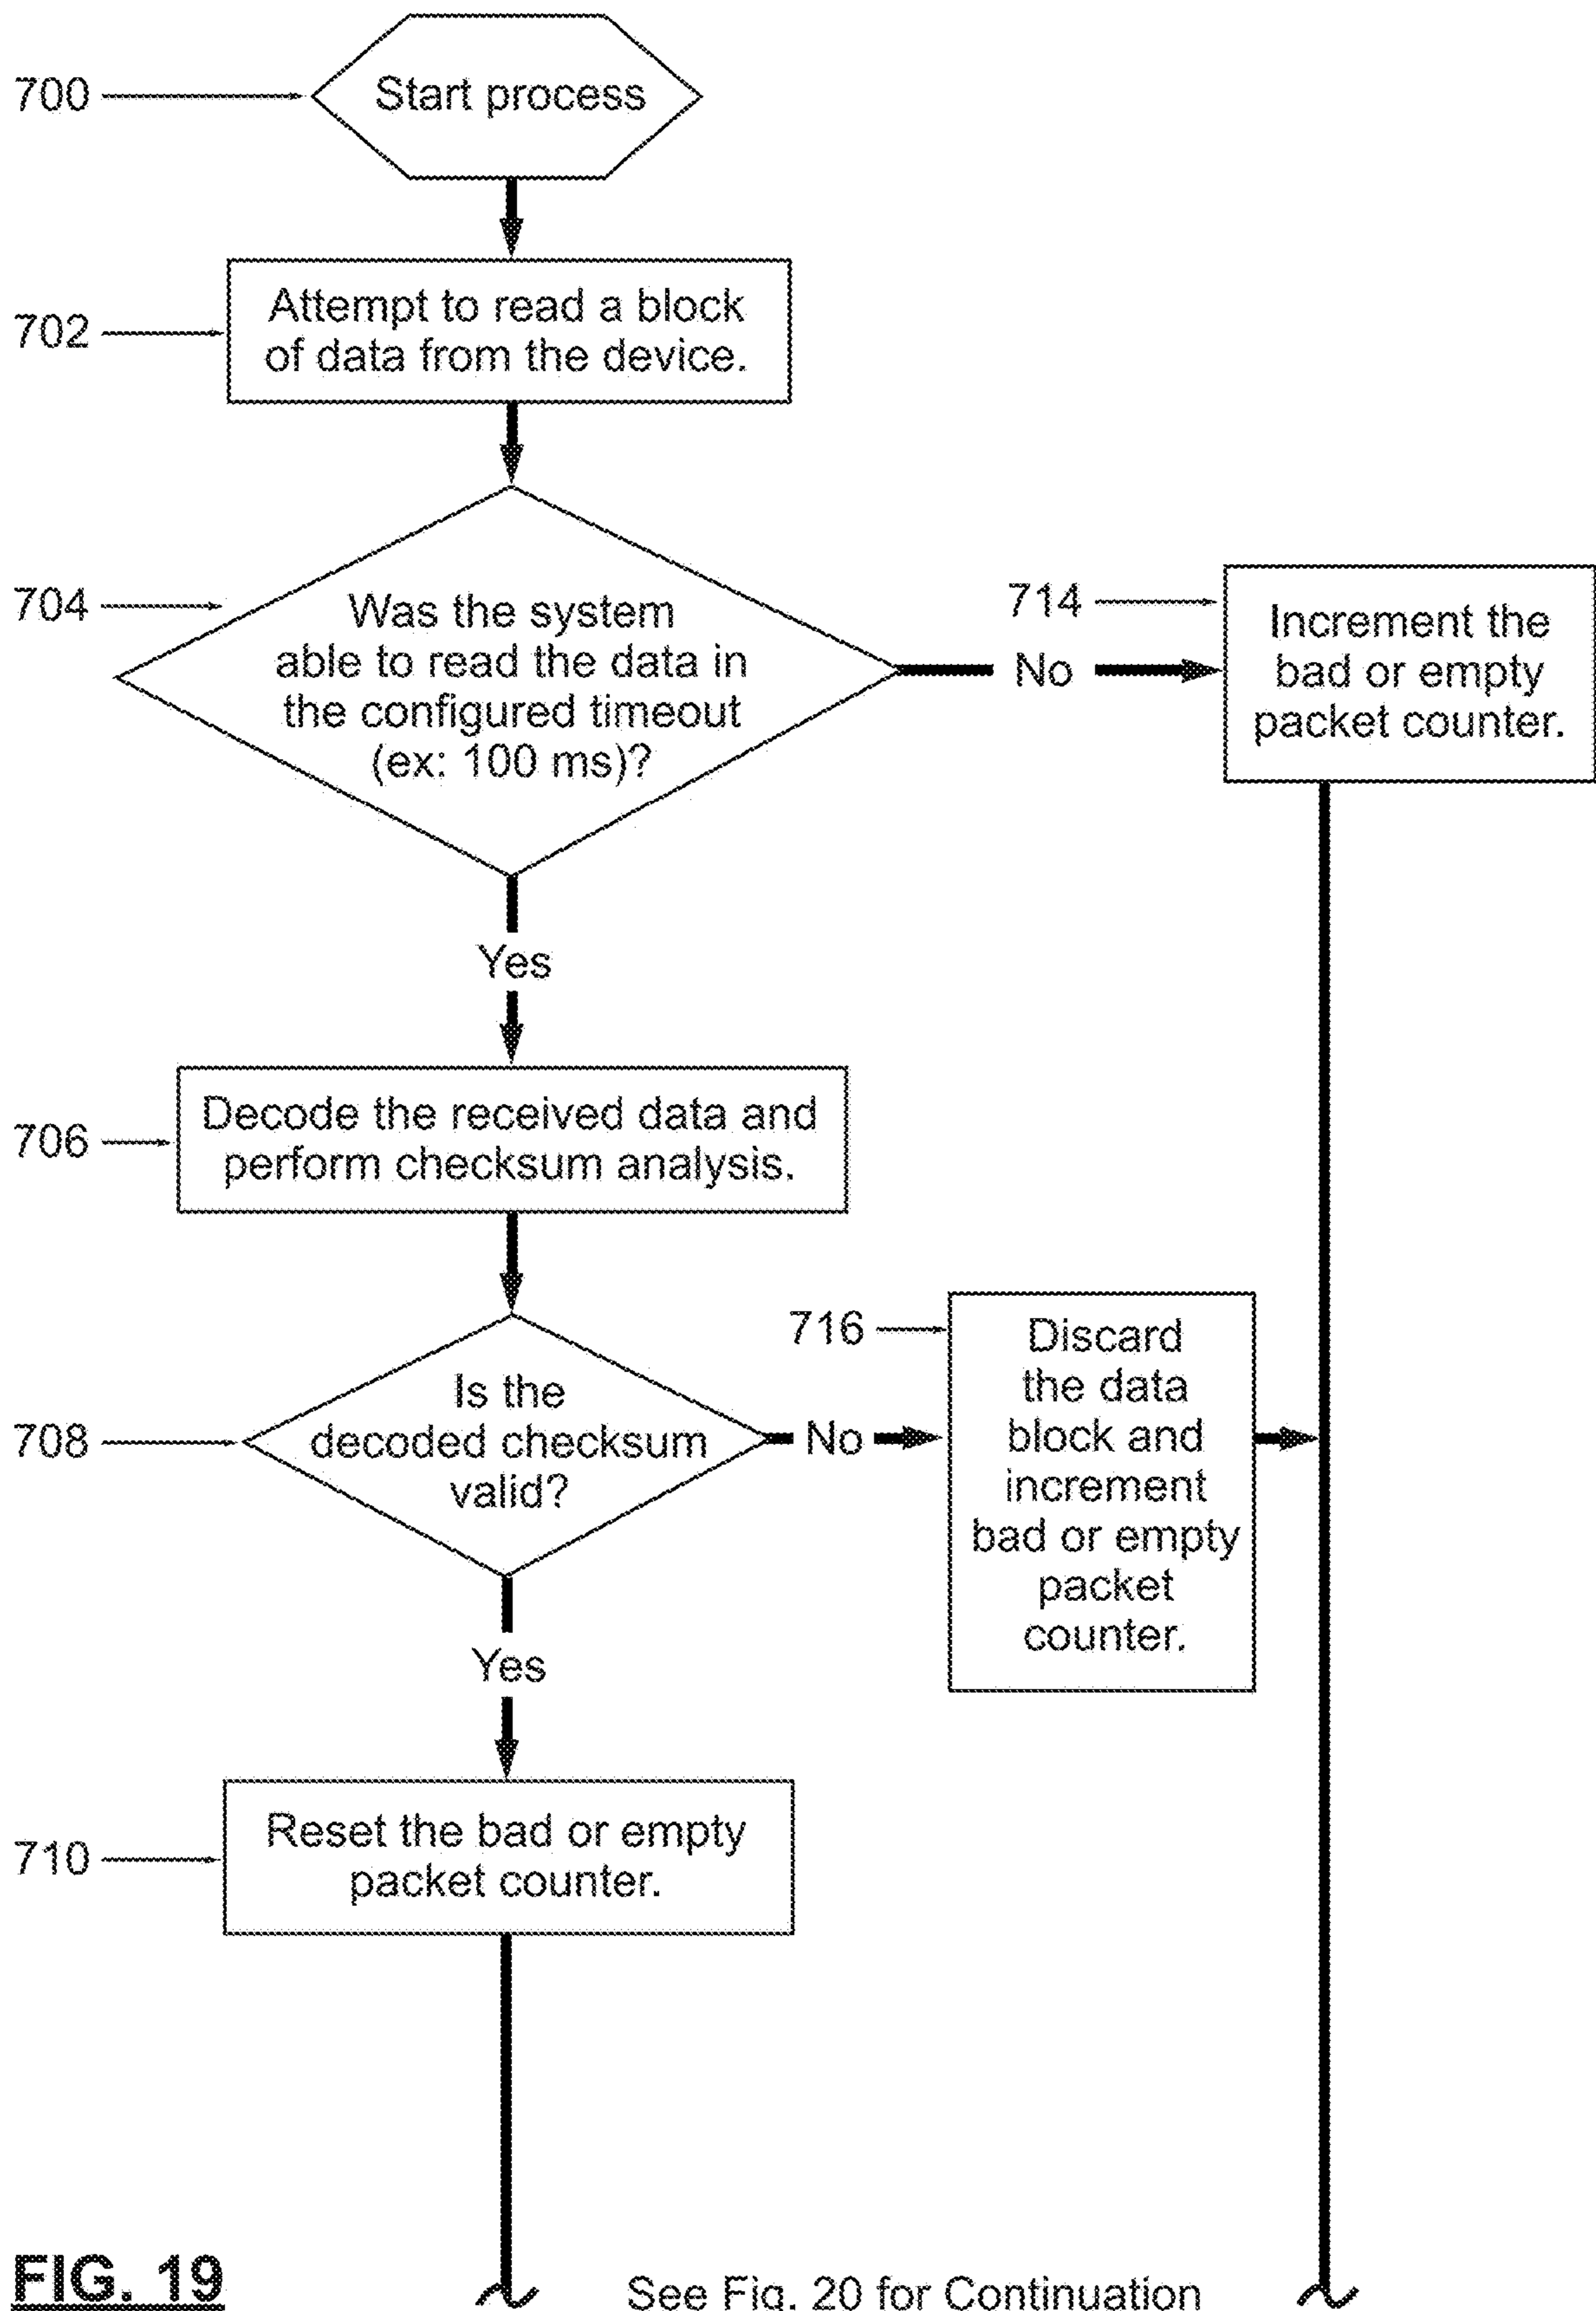 700
Start process
702
Attempt to read a block
of data from the device.
704
Was the system
able to read the data in
the configured timeout
(ex: 100 ms)?
No
714
Increment the
bad or empty
packet counter.
Yes
706
Decode the received data and
perform checksum analysis.
708
Is the
decoded checksum
valid?
No
716
Discard
the data
block and
increment
bad or empty
packet
counter.
Yes
710
Reset the bad or empty
packet counter.
FIG. 19
See Fig. 20 for Continuation